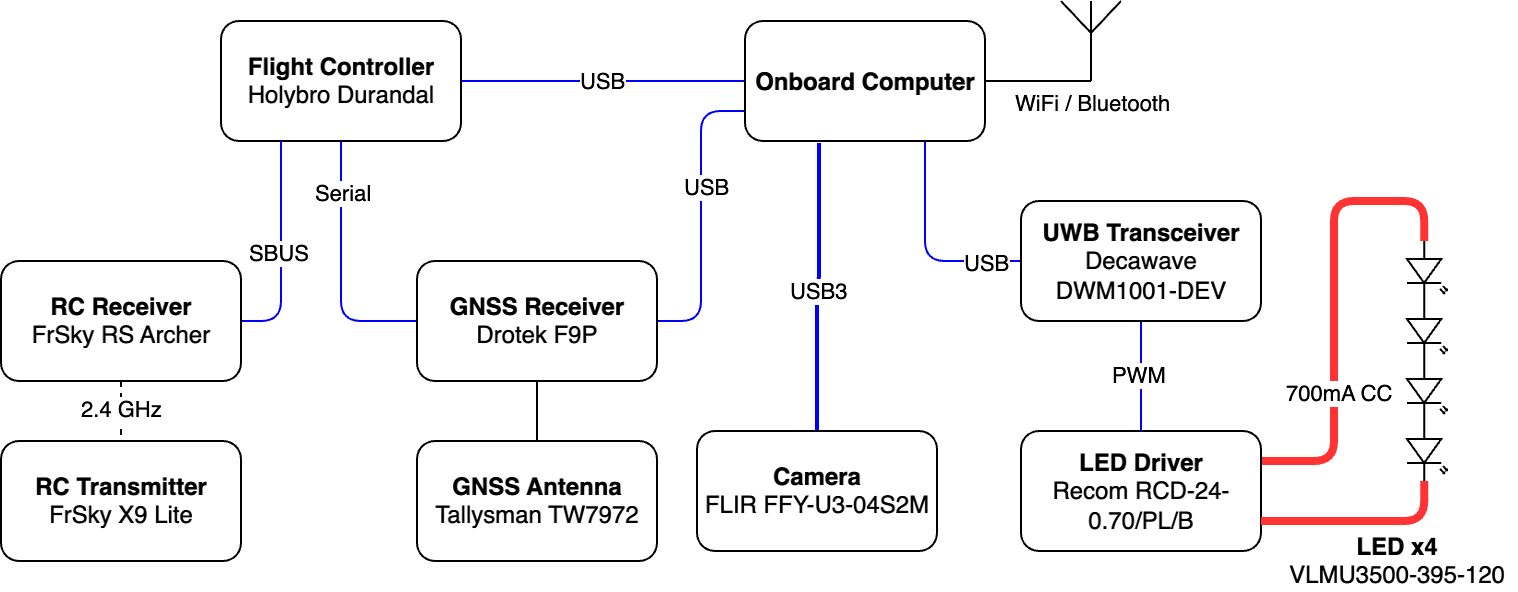 Flight Controller
Holybro Durandal
USB
Onboard Computer
WiFi / Bluetooth
Serial
USB
SBUS
UWB Transceiver
Decawave
DWM1001-DEV
USB
USB3
RC Receiver
FrSky RS Archer
GNSS Receiver
Drotek F9P
PWM
700mA CC
2.4 GHz
RC Transmitter
FrSky X9 Lite
GNSS Antenna
Tallysman TW7972
Camera
FLIR FFY-U3-04S2M
LED Driver
Recom RCD-24-
0.70/PL/B
LED x4
VLMU3500-395-120